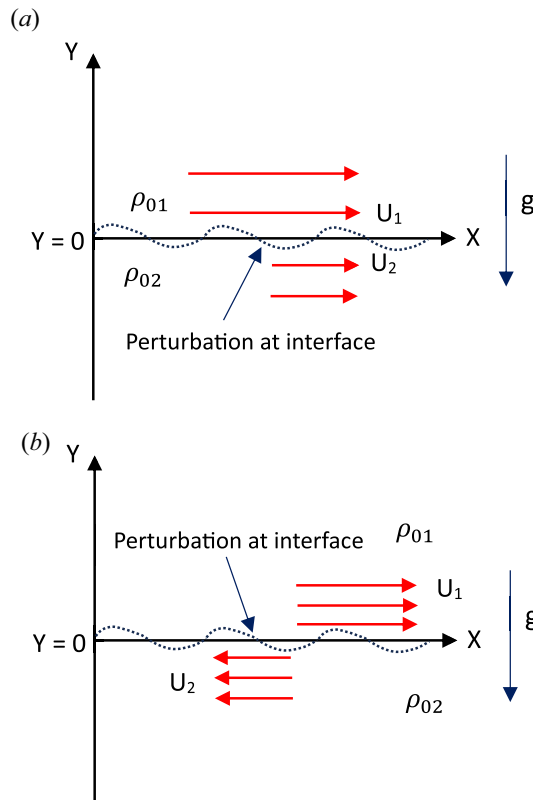 (a)
Y
ρ01
U1
g
Y = 0
X
ρ02
U2
Perturbation at interface
(b)
Y
Perturbation at interface
ρ01
U1
g
Y = 0
X
U2
ρ02